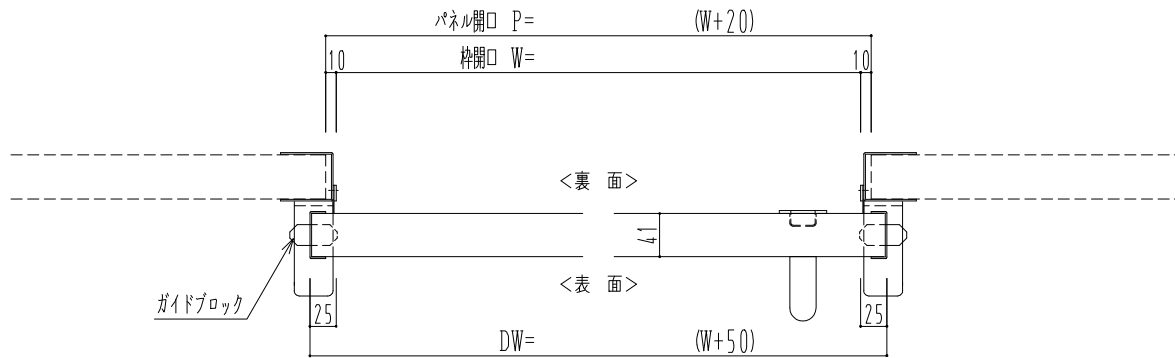 パネル開口 P= (W+20)
10 枠開口 W= 10
<裏 面>
41
<表 面>
ガイドブロック
25 25
DW= (W+50)